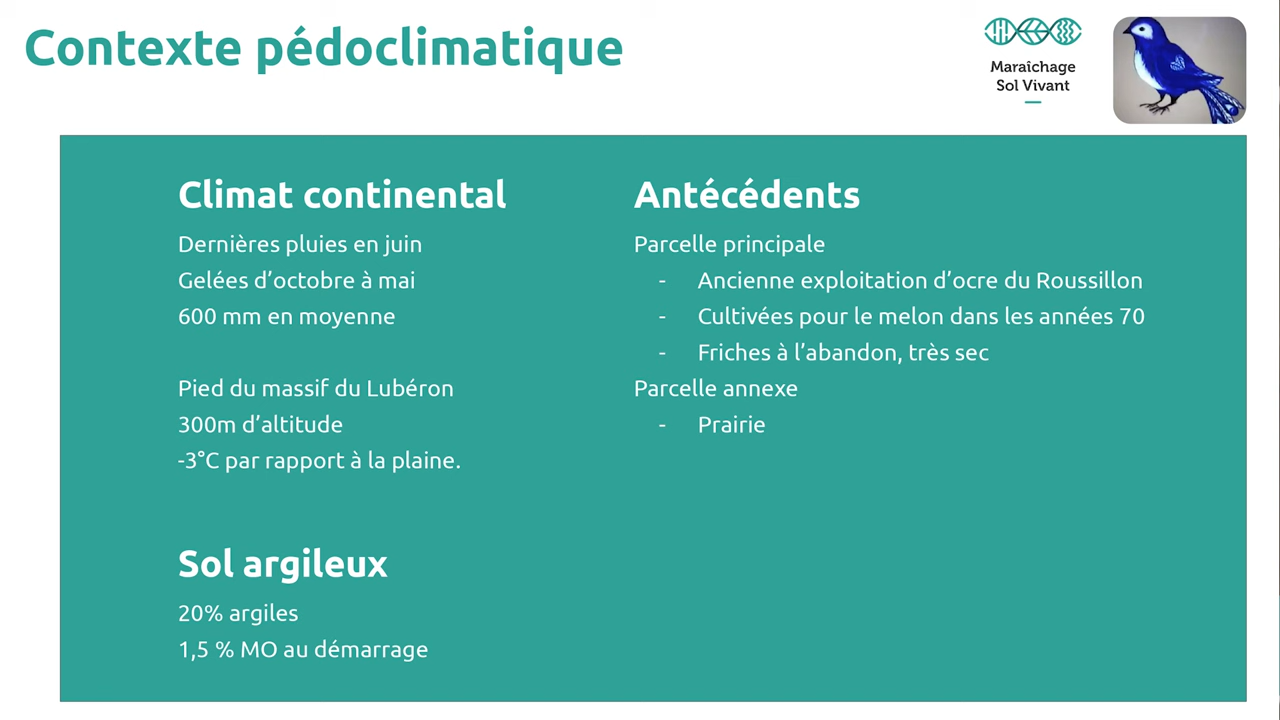 Contexte pédoclimatique
Maraîchage
Sol Vivant
Climat continental
Dernières pluies en juin
Gelées d’octobre à mai
600 mm en moyenne
Pied du massif du Lubéron
300m d’altitude
-3°C par rapport à la plaine.
Sol argileux
20% argiles
1,5 % MO au démarrage
Antécédents
Parcelle principale
- Ancienne exploitation d’ocre du Roussillon
- Cultivées pour le melon dans les années 70
- Friches à l’abandon, très sec
Parcelle annexe
- Prairie